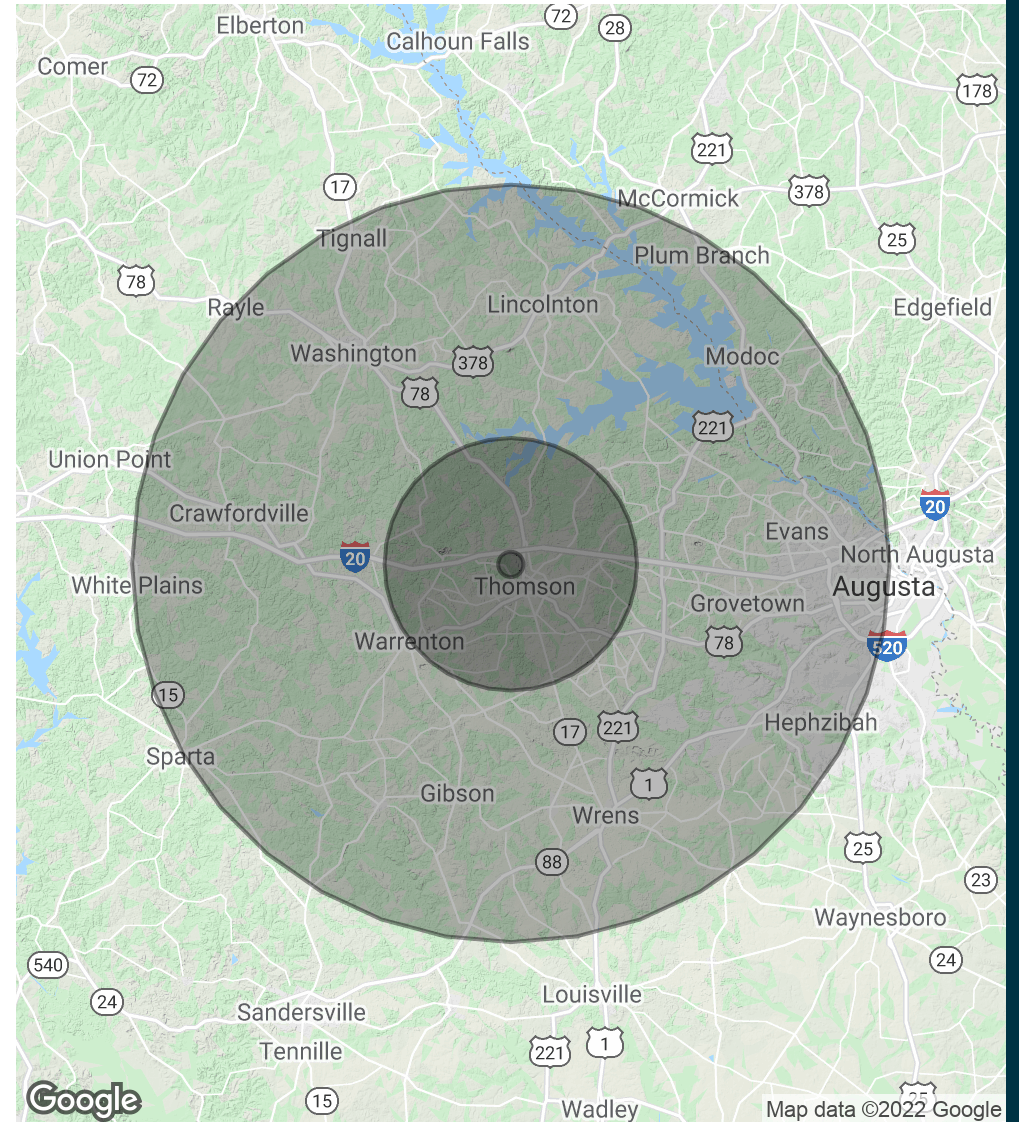 72
28
Elberton
Calhoun Falls
Comer
72
178
221
17
378
McCormick
25
Tignall
Plum Branch
78
Rayle
Lincolnton
Edgefield
Washington
378
Modoc
78
221
Union Point
20
Crawfordville
Evans
20
North Augusta
White Plains
Thomson
Augusta
Grovetown
Warrenton
78
520
15
Hephzibah
17
221
Sparta
1
Gibson
Wrens
25
88
23
Waynesboro
540
24
24
Louisville
Sandersville
1
221
Tennille
15
25
Google
Wadley
Map data ©2022 Google